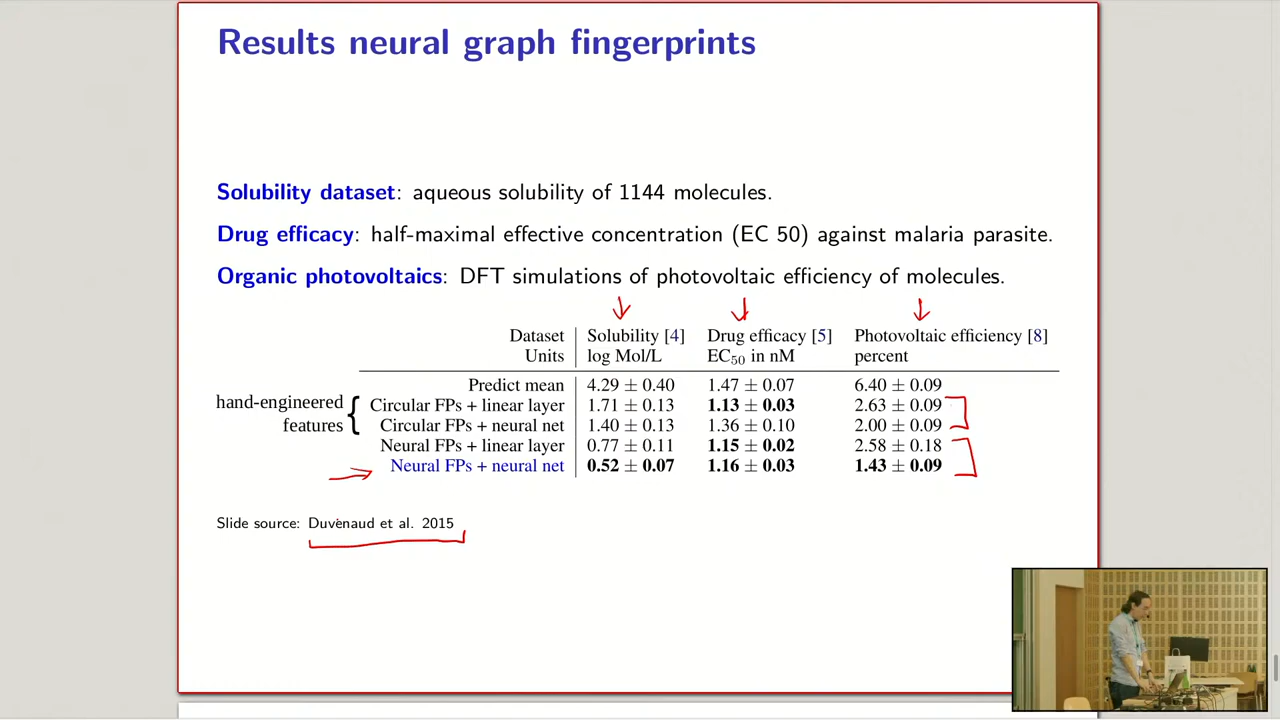 Results neural graph fingerprints
Solubility dataset: aqueous solubility of 1144 molecules.
Drug efficacy: half-maximal effective concentration (EC 50) against malaria parasite.
Organic photovoltaics: DFT simulations of photovoltaic efficiency of molecules.
Dataset Solubility [4] Drug efficacy [5] Photovoltaic efficiency [8]
Units log Mol/L EC50 in nM percent
Predict mean 4.29 ± 0.40 1.47 ± 0.07 6.40 ± 0.09
hand-engineered features { Circular FPs + linear layer 1.71 ± 0.13 1.13 ± 0.03 2.63 ± 0.09
Circular FPs + neural net 1.40 ± 0.13 1.36 ± 0.10 2.00 ± 0.09
Neural FPs + linear layer 0.77 ± 0.11 1.15 ± 0.02 2.58 ± 0.18
Neural FPs + neural net 0.52 ± 0.07 1.16 ± 0.03 1.43 ± 0.09
Slide source: Duvenaud et al. 2015